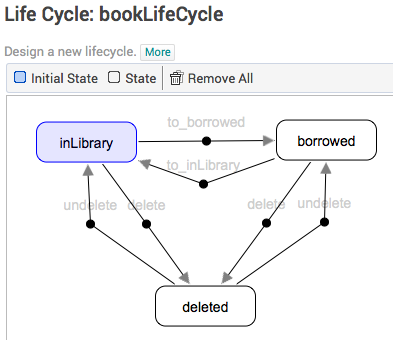 Life Cycle: bookLifeCycle
Design a new lifecycle. More
Initial State State Remove All
to_borrowed
inLibrary borrowed
to_inLibrary
undelete delete delete undelete
deleted